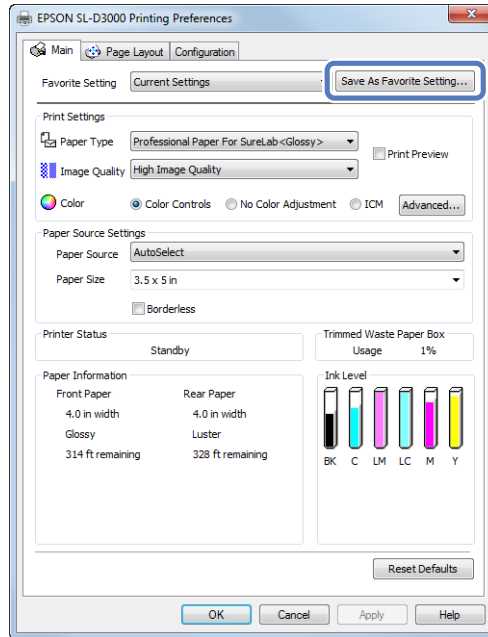 EPSON SL-D3000 Printing Preferences
Main Page Layout Configuration
Favorite Setting Current Settings Save As Favorite Setting...
Print Settings
Paper Type Professional Paper For SureLab<Glossy>
Print Preview
Image Quality High Image Quality
Color Color Controls No Color Adjustment ICM Advanced...
Paper Source Settings
Paper Source AutoSelect
Paper Size 3.5 x 5 in
Borderless
Printer Status
Standby
Trimmed Waste Paper Box
Usage 1%
Paper Information
Front Paper Rear Paper
4.0 in width 4.0 in width
Glossy Luster
314 ft remaining 328 ft remaining
Ink Level
BK C LM LC M Y
Reset Defaults
OK Cancel Apply Help